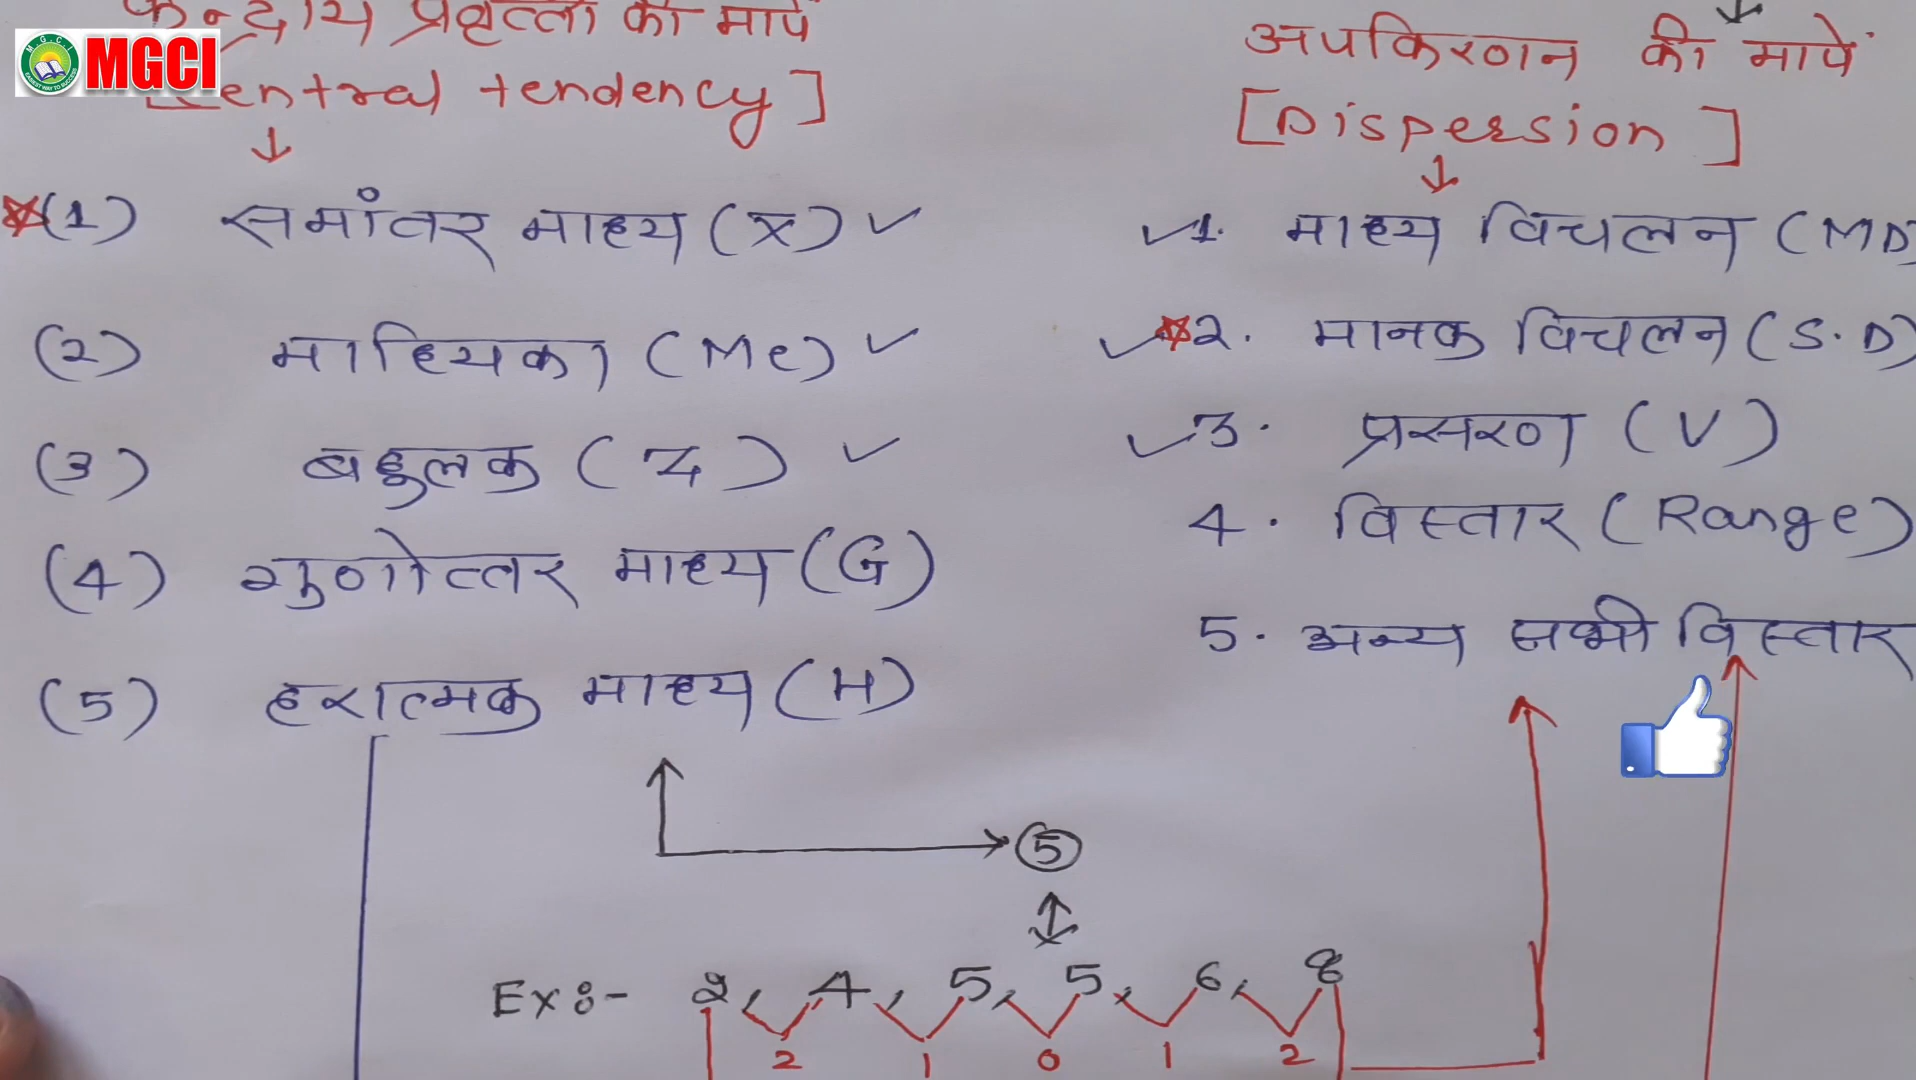 केन्द्रीय प्रवृत्ती की मापें
MGCI
[Central tendency]
(1) समांतर माध्य (X)
(2) माध्यिका (Me)
(3) बहुलक (Z)
(4) गुणोत्तर माध्य (G)
(5) हरात्मक माध्य (H)
अपकिरणन की मापें
[Dispersion]
1. माध्य विचलन (MD)
2. मानक विचलन (S.D)
3. प्रसरण (V)
4. विस्तार (Range)
5. अन्य सभी विस्तार
5
Ex:- 2, 4, 5, 5, 6, 8
2 1 0 1 2